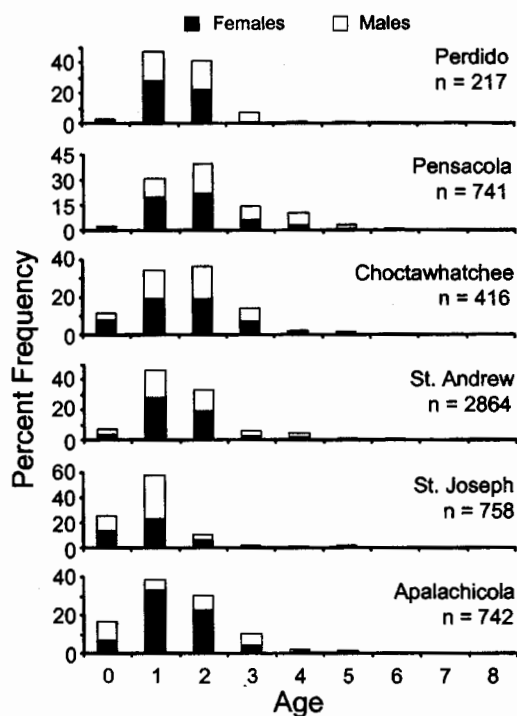 Females Males
Perdido
n = 217
40
20
0
Pensacola
n = 741
45
30
15
0
Choctawhatchee
n = 416
40
20
0
St. Andrew
n = 2864
40
20
0
St. Joseph
n = 758
60
40
20
0
Apalachicola
n = 742
40
20
0
Percent Frequency
0 1 2 3 4 5 6 7 8
Age